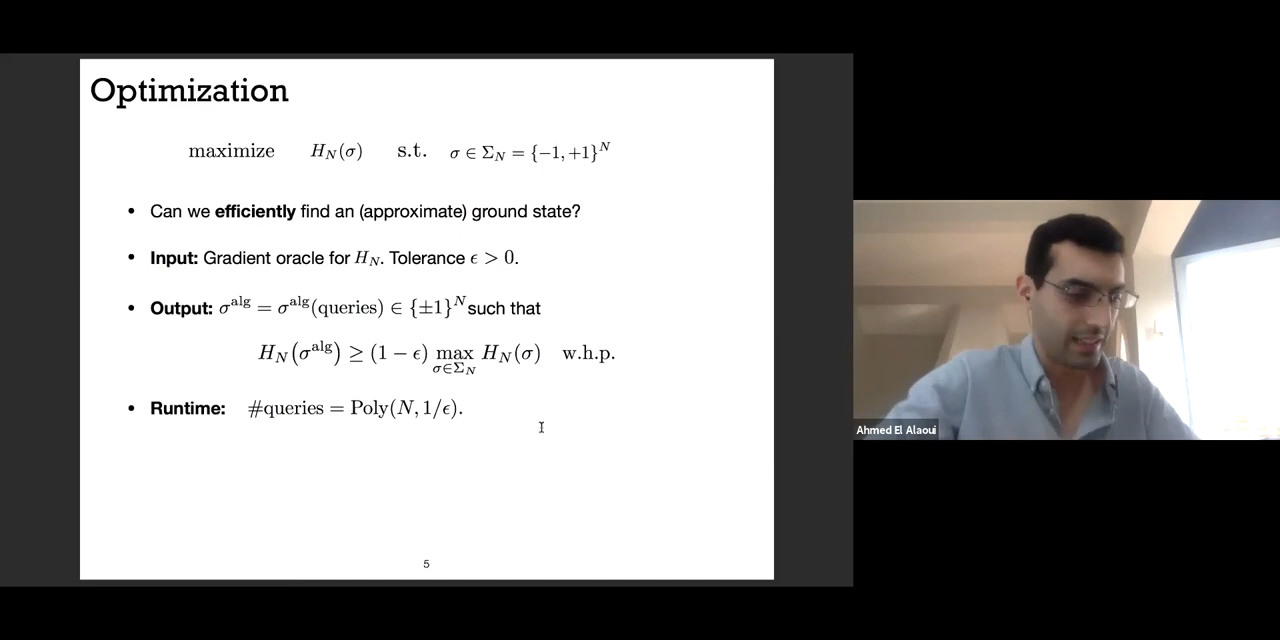 Optimization
maximize H_N(σ) s.t. σ ∈ Σ_N = {−1, +1}^N
• Can we efficiently find an (approximate) ground state?
• Input: Gradient oracle for H_N. Tolerance ϵ > 0.
• Output: σ^alg = σ^alg(queries) ∈ {±1}^N such that
H_N(σ^alg) ≥ (1 − ϵ) max_{σ∈Σ_N} H_N(σ) w.h.p.
• Runtime: #queries = Poly(N, 1/ϵ).
5
Ahmed El Alaoui